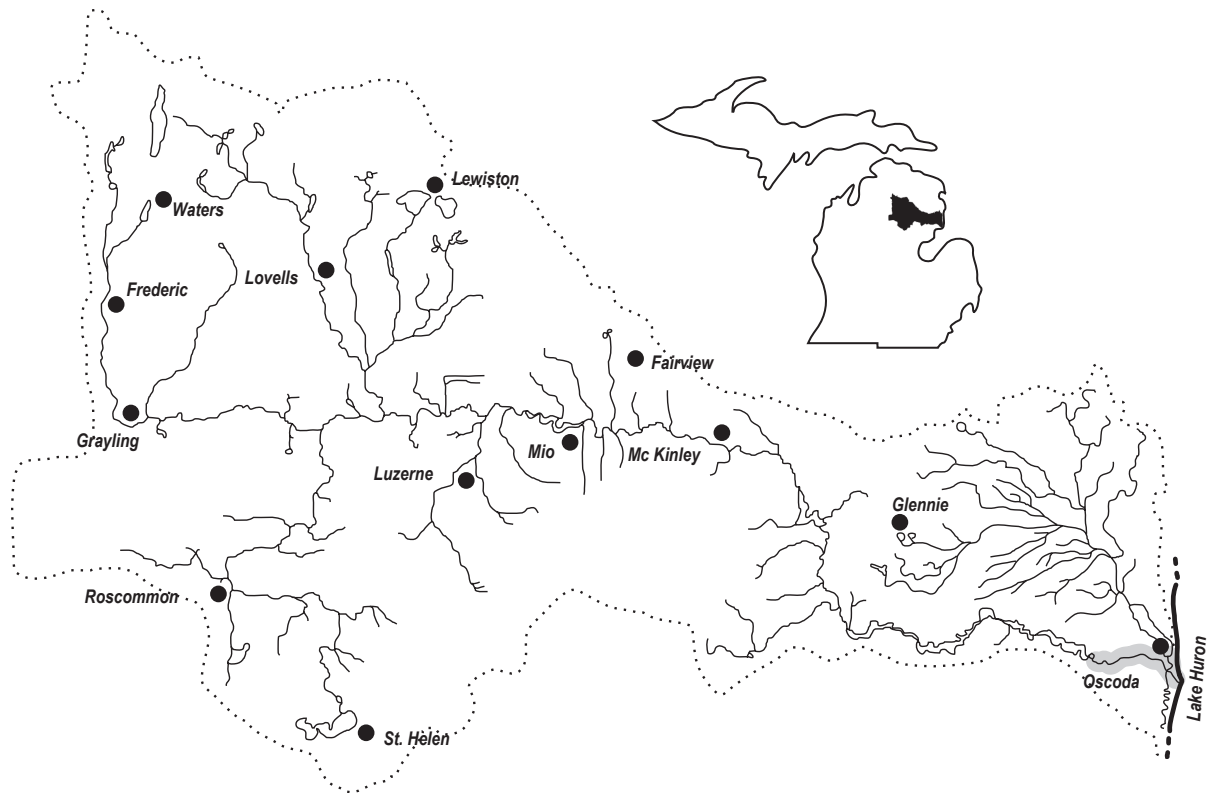 Lewiston
Waters
Lovells
Frederic
Fairview
Grayling
Mio
Mc Kinley
Luzerne
Glennie
Roscommon
Oscoda
Lake Huron
St. Helen